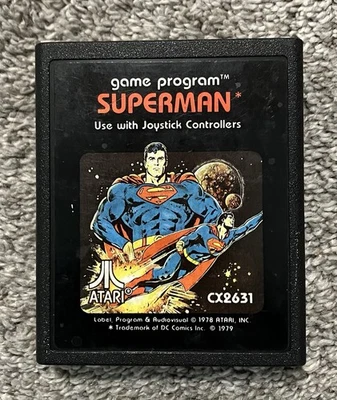 game program™
SUPERMAN*
Use with Joystick Controllers
ATARI®
CX2631
Label, Program & Audiovisual © 1978 ATARI, INC.
* Trademark of DC Comics Inc. © 1979